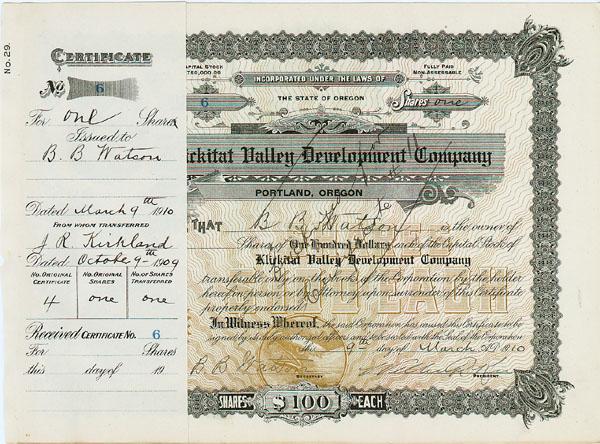 No. 29.
CERTIFICATE
No. 6
For one Shares
Issued to
B. B. Watson
Dated March 9th 1910
FROM WHOM TRANSFERRED
J. R. Kirkland
Dated October 9th 1909
NO. ORIGINAL CERTIFICATE
NO. ORIGINAL SHARES
NO. OF SHARES TRANSFERRED
4 one one
Received CERTIFICATE NO. 6
For Shares
this day of 19
CAPITAL STOCK
FULLY PAID
NON-ASSESSABLE
INCORPORATED UNDER THE LAWS OF
6 THE STATE OF OREGON Shares one
Klickitat Valley Development Company
PORTLAND, OREGON
THAT B. B. Watson is the owner of
Shares of One Hundred Dollars each of the Capital Stock of
Klickitat Valley Development Company
transferable only on the books of the Corporation by the holder
hereof in person or by Attorney upon surrender of this Certificate
properly endorsed.
In Witness Whereof, the said Corporation has caused this Certificate to be
signed by its duly authorized officers and to be sealed with the Seal of the Corporation
this 9th day of March AD 1910
B B Watson
SECRETARY
PRESIDENT
SHARES $100 EACH